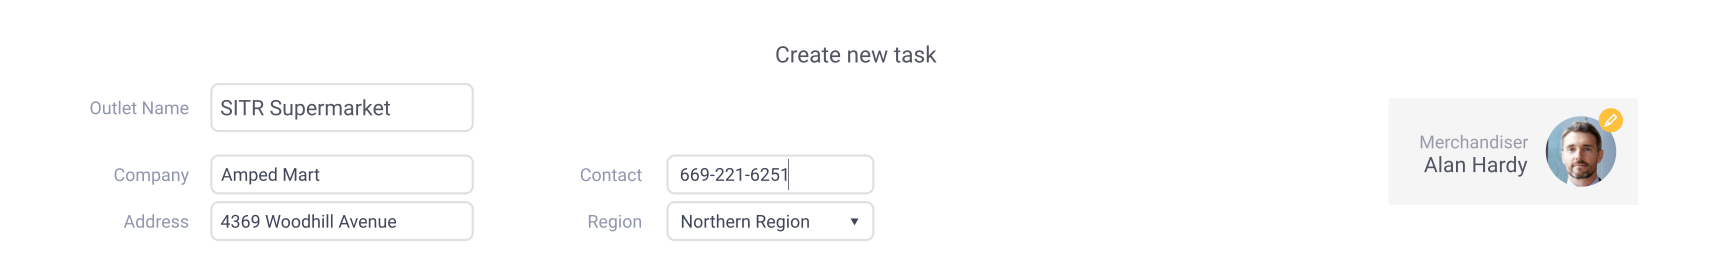 Create new task
Outlet Name SITR Supermarket
Company Amped Mart
Contact 669-221-6251
Address 4369 Woodhill Avenue
Region Northern Region
Merchandiser
Alan Hardy